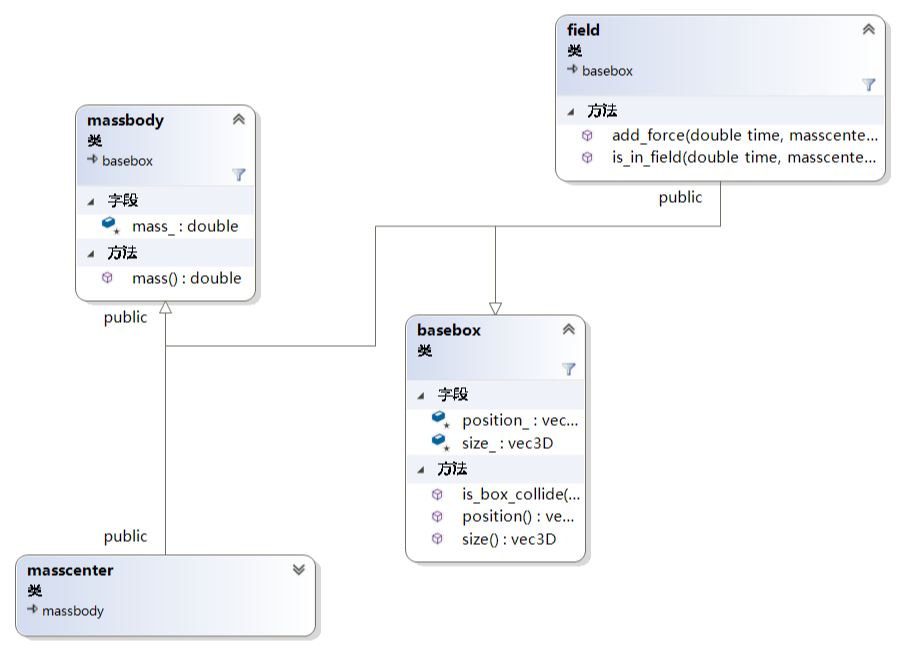 field
类
basebox
方法
add_force(double time, masscente...
is_in_field(double time, masscente...
public
massbody
类
basebox
字段
mass_ : double
方法
mass() : double
public
basebox
类
字段
position_ : vec...
size_ : vec3D
方法
is_box_collide(...
position() : ve...
size() : vec3D
public
masscenter
类
massbody